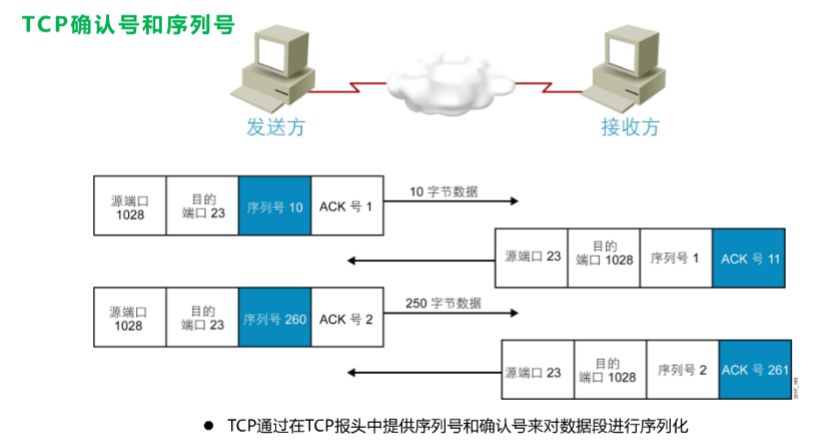 TCP确认号和序列号
发送方
接收方
源端口
1028
目的
端口 23
序列号 10
ACK 号 1
10 字节数据
源端口 23
目的
端口 1028
序列号 1
ACK 号 11
源端口
1028
目的
端口 23
序列号 260
ACK 号 2
250 字节数据
源端口 23
目的
端口 1028
序列号 2
ACK 号 261
● TCP通过在TCP报头中提供序列号和确认号来对数据段进行序列化